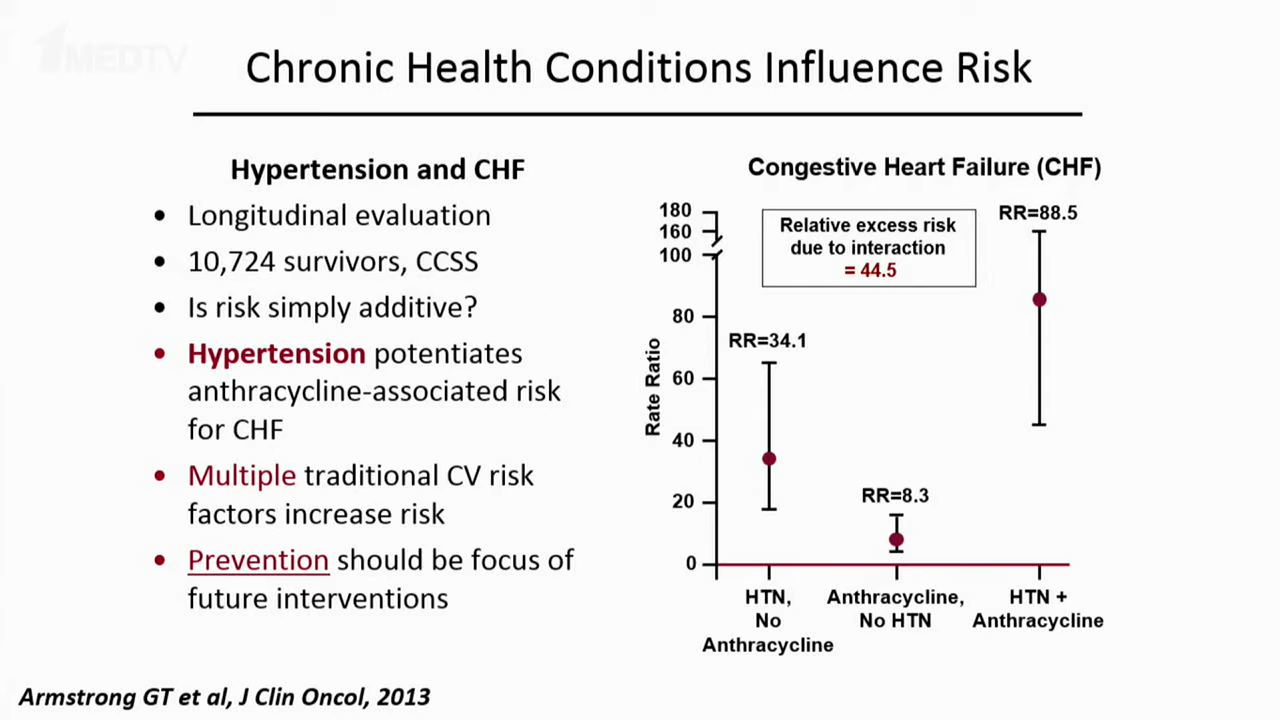 1MEDTV
Chronic Health Conditions Influence Risk
Hypertension and CHF
• Longitudinal evaluation
• 10,724 survivors, CCSS
• Is risk simply additive?
• Hypertension potentiates
anthracycline-associated risk
for CHF
• Multiple traditional CV risk
factors increase risk
• Prevention should be focus of
future interventions
Congestive Heart Failure (CHF)
180
160
100
80
60
40
20
0
Rate Ratio
Relative excess risk
due to interaction
= 44.5
RR=34.1
RR=8.3
RR=88.5
HTN,
No
Anthracycline
Anthracycline,
No HTN
HTN +
Anthracycline
Armstrong GT et al, J Clin Oncol, 2013